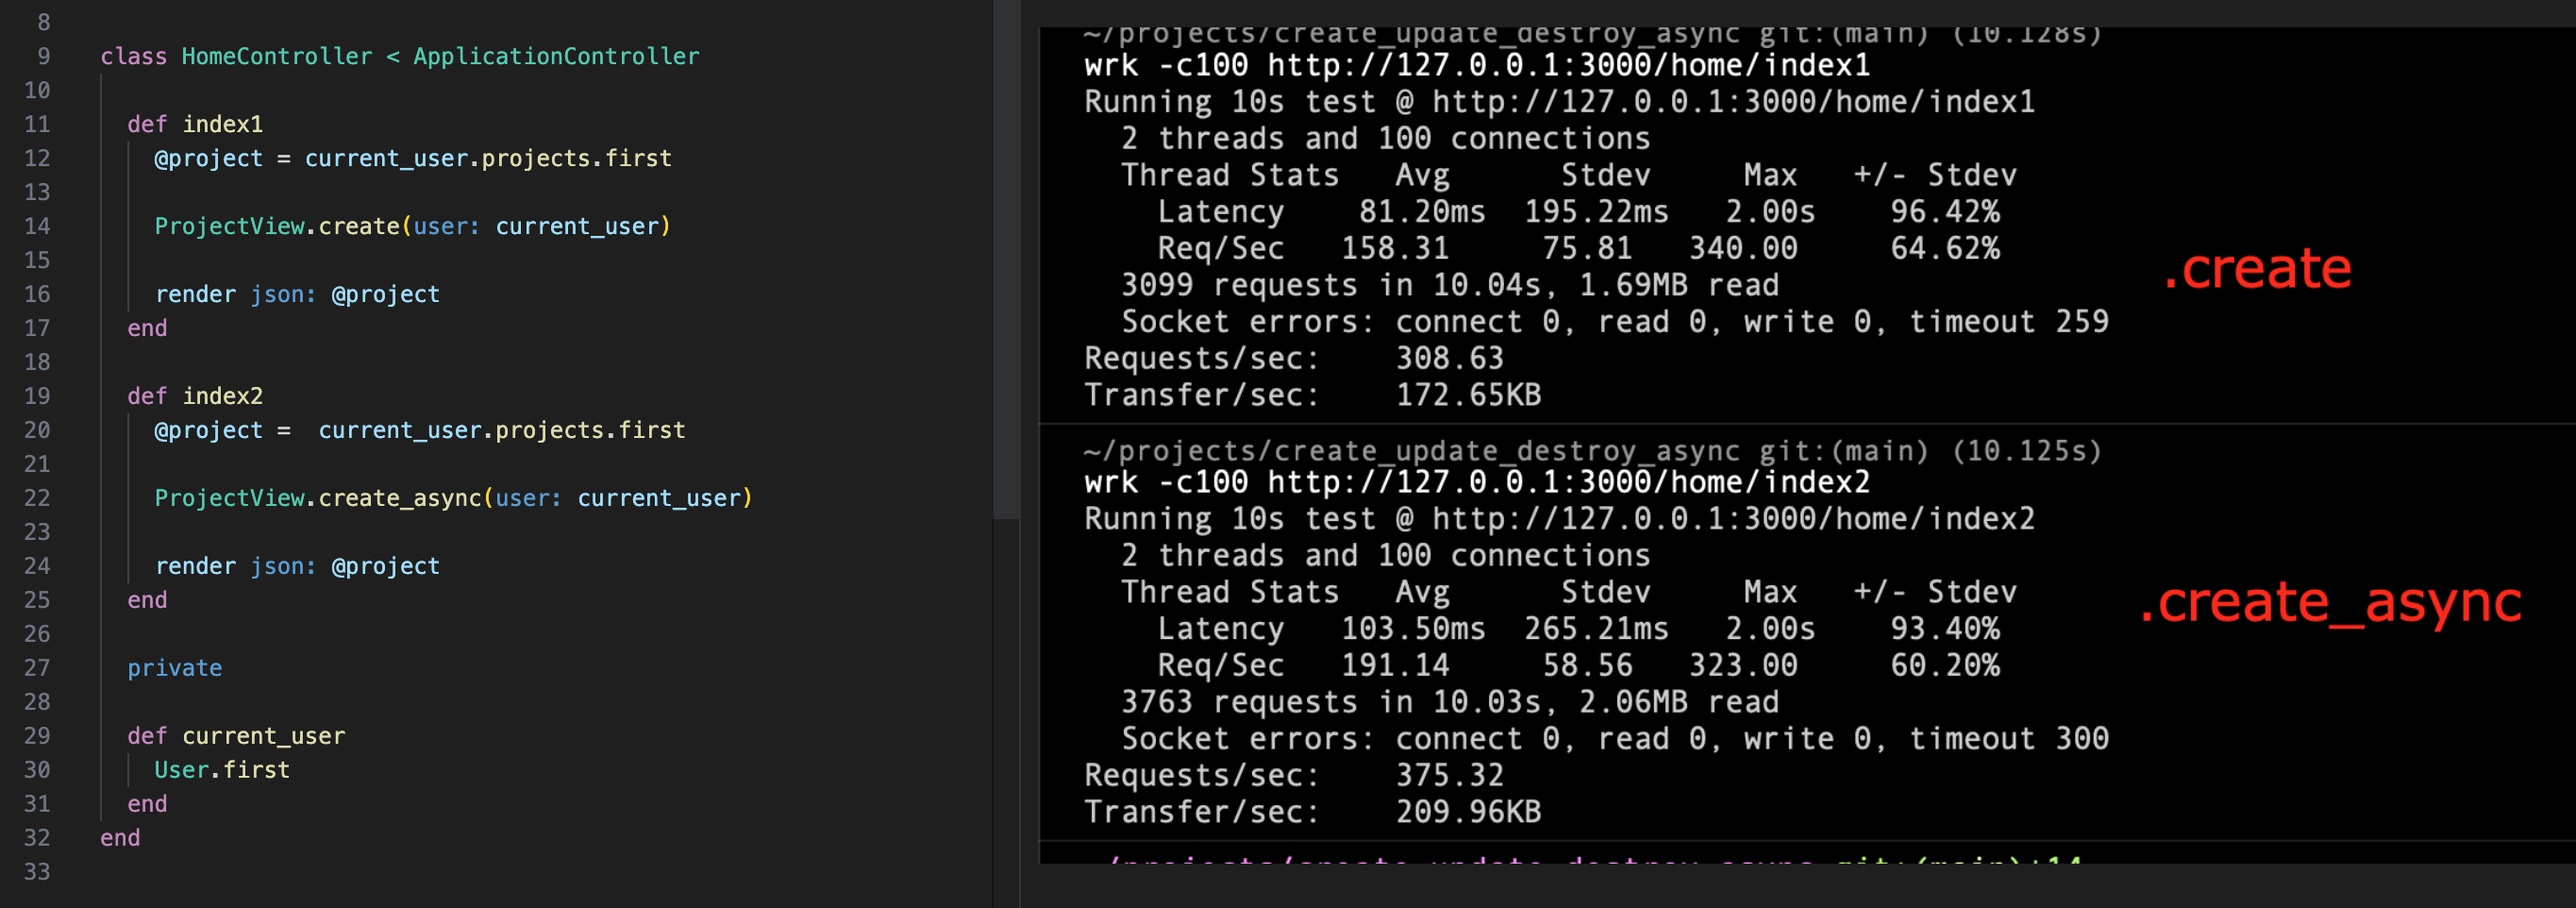 8
9 class HomeController < ApplicationController
10
11 def index1
12 @project = current_user.projects.first
13
14 ProjectView.create(user: current_user)
15
16 render json: @project
17 end
18
19 def index2
20 @project =  current_user.projects.first
21
22 ProjectView.create_async(user: current_user)
23
24 render json: @project
25 end
26
27 private
28
29 def current_user
30 User.first
31 end
32 end
33
~/projects/create_update_destroy_async git:(main) (10.128s)
wrk -c100 http://127.0.0.1:3000/home/index1
Running 10s test @ http://127.0.0.1:3000/home/index1
2 threads and 100 connections
Thread Stats Avg Stdev Max +/- Stdev
Latency 81.20ms 195.22ms 2.00s 96.42%
Req/Sec 158.31 75.81 340.00 64.62%
3099 requests in 10.04s, 1.69MB read
Socket errors: connect 0, read 0, write 0, timeout 259
Requests/sec: 308.63
Transfer/sec: 172.65KB
.create
~/projects/create_update_destroy_async git:(main) (10.125s)
wrk -c100 http://127.0.0.1:3000/home/index2
Running 10s test @ http://127.0.0.1:3000/home/index2
2 threads and 100 connections
Thread Stats Avg Stdev Max +/- Stdev
Latency 103.50ms 265.21ms 2.00s 93.40%
Req/Sec 191.14 58.56 323.00 60.20%
3763 requests in 10.03s, 2.06MB read
Socket errors: connect 0, read 0, write 0, timeout 300
Requests/sec: 375.32
Transfer/sec: 209.96KB
.create_async